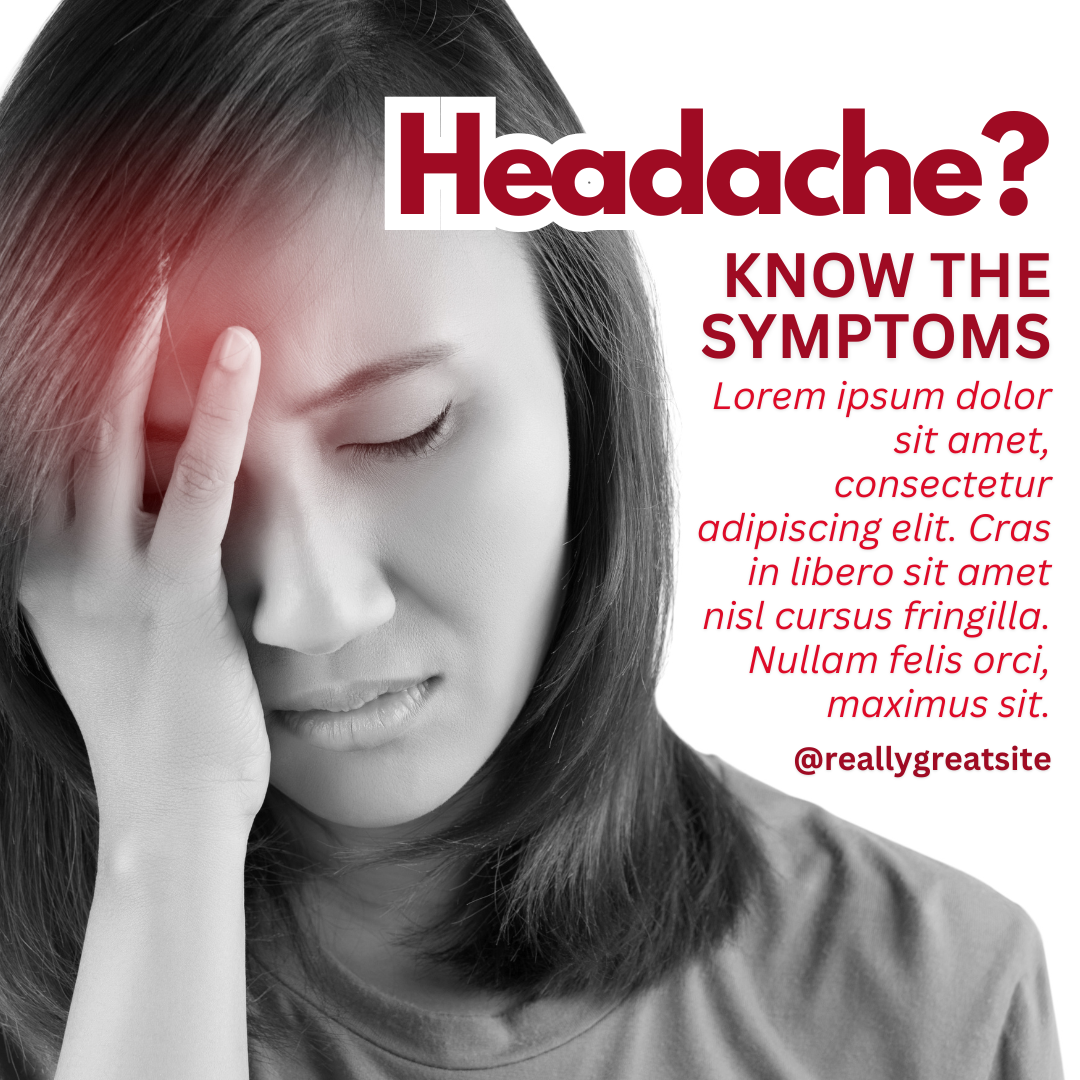 Headache?
KNOW THE
SYMPTOMS
Lorem ipsum dolor
sit amet,
consectetur
adipiscing elit. Cras
in libero sit amet
nisl cursus fringilla.
Nullam felis orci,
maximus sit.
@reallygreatsite